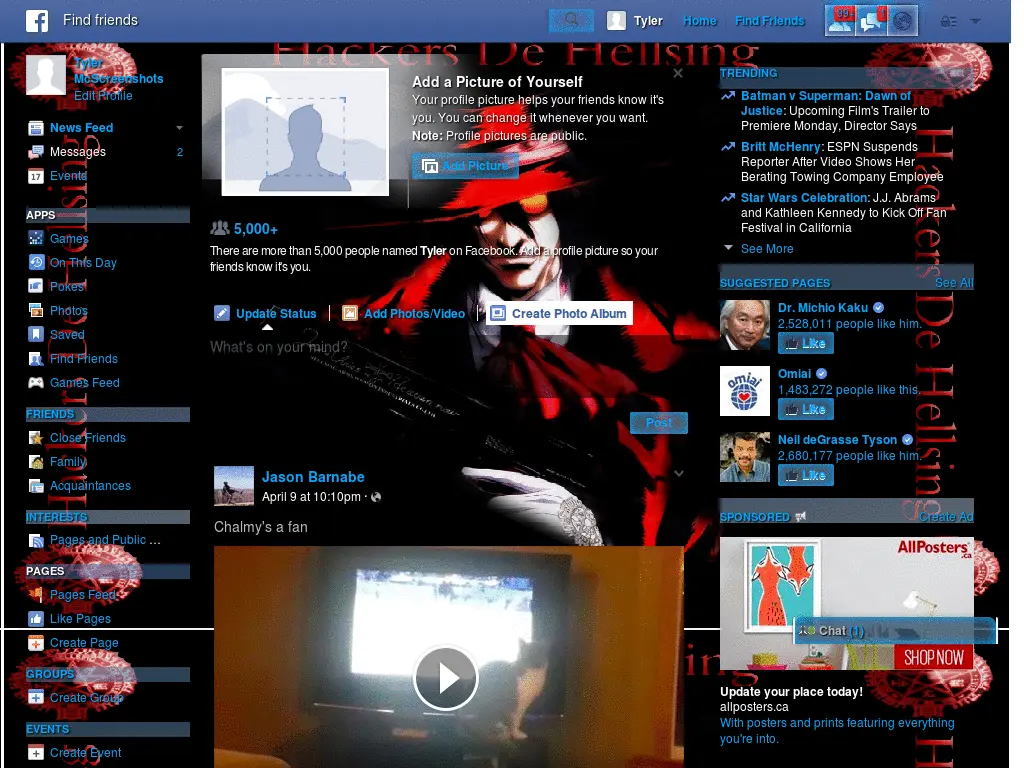 Find friends
Tyler
Home
Find Friends
99+
Hackers De Hellsing
Tyler
McScreenshots
Edit Profile
News Feed
Messages 2
Events
APPS
Games
On This Day
Pokes
Photos
Saved
Find Friends
Games Feed
FRIENDS
Close Friends
Family
Acquaintances
INTERESTS
Pages and Public ...
PAGES
Pages Feed
Like Pages
Create Page
GROUPS
Create Group
EVENTS
Create Event
Add a Picture of Yourself
Your profile picture helps your friends know it's
you. You can change it whenever you want.
Note: Profile pictures are public.
Add Picture
5,000+
There are more than 5,000 people named Tyler on Facebook. Add a profile picture so your
friends know it's you.
Update Status
Add Photos/Video
Create Photo Album
What's on your mind?
Post
Jason Barnabe
April 9 at 10:10pm ·
Chalmy's a fan
TRENDING
Batman v Superman: Dawn of
Justice: Upcoming Film's Trailer to
Premiere Monday, Director Says
Britt McHenry: ESPN Suspends
Reporter After Video Shows Her
Berating Towing Company Employee
Star Wars Celebration: J.J. Abrams
and Kathleen Kennedy to Kick Off Fan
Festival in California
See More
SUGGESTED PAGES See All
Dr. Michio Kaku
2,528,011 people like him.
Like
omiai
Omiai
1,483,272 people like this.
Like
Neil deGrasse Tyson
2,680,177 people like him.
Like
SPONSORED Create Ad
AllPosters.ca
Chat (1)
SHOP NOW
Update your place today!
allposters.ca
With posters and prints featuring everything
you're into.
Hackers De Hellsing